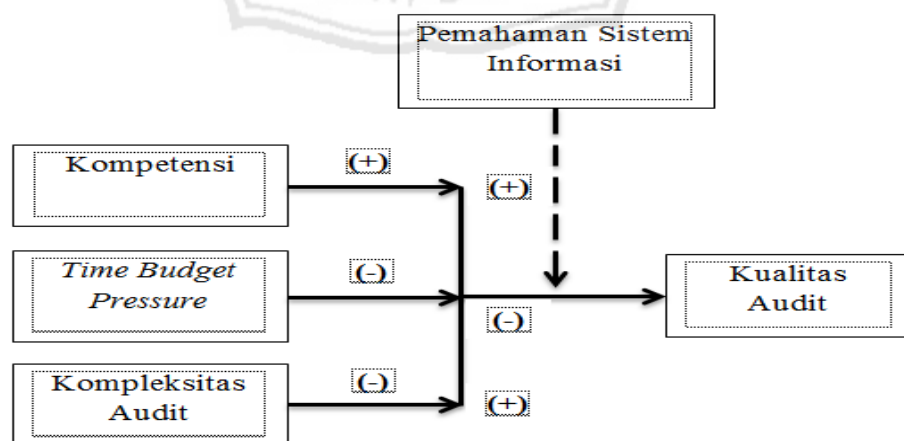 Pemahaman Sistem
Informasi
Kompetensi
(+)
(+)
Time Budget
Pressure
(-)
(-)
Kualitas
Audit
Kompleksitas
Audit
(-)
(+)